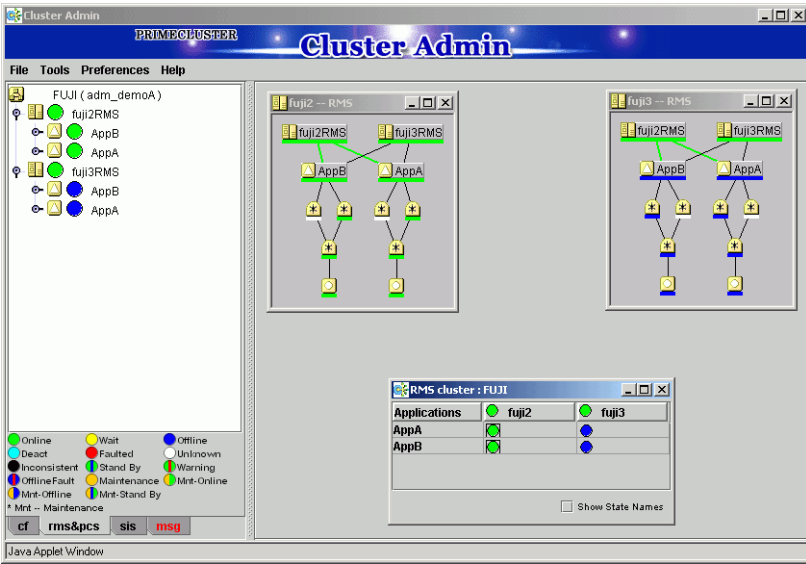 Cluster Admin
PRIMECLUSTER
Cluster Admin
File Tools Preferences Help
FUJI ( adm_demoA )
fuji2RMS
AppB
AppA
fuji3RMS
AppB
AppA
Online Wait Offline
Deact Faulted Unknown
Inconsistent Stand By Warning
OfflineFault Maintenance Mnt-Online
Mnt-Offline Mnt-Stand By
* Mnt -- Maintenance
cf rms&pcs sis msg
Java Applet Window
fuji2 -- RMS
fuji2RMS fuji3RMS
AppB AppA
fuji3 -- RMS
fuji2RMS fuji3RMS
AppB AppA
RMS cluster : FUJI
Applications fuji2 fuji3
AppA
AppB
Show State Names